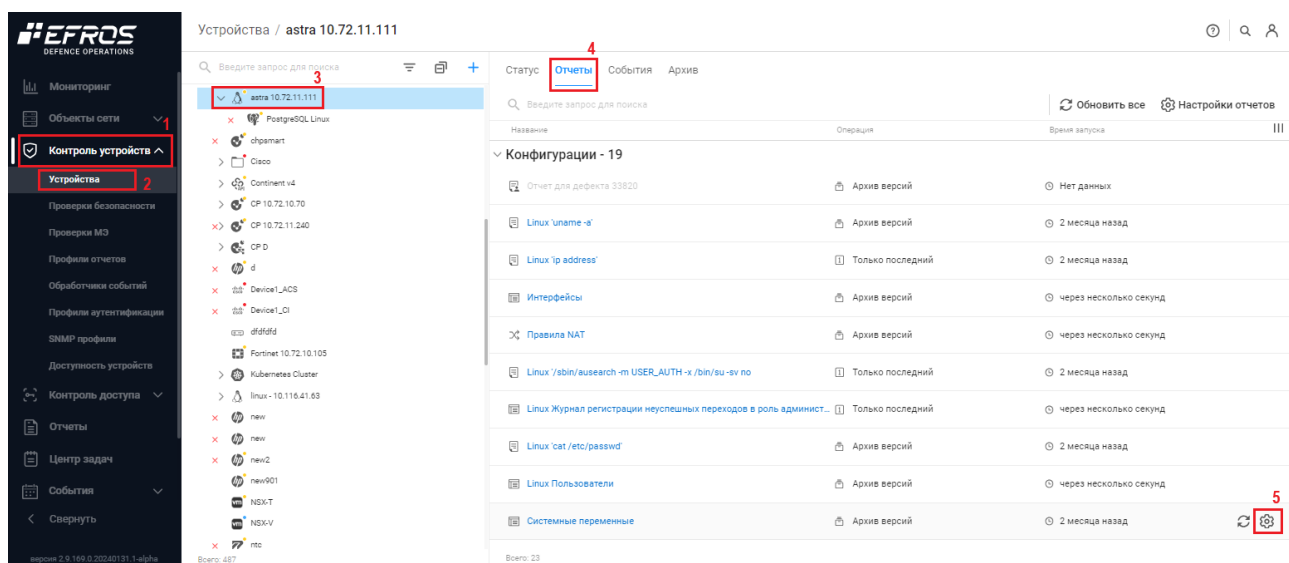 EFROS
DEFENCE OPERATIONS
Мониторинг
Объекты сети
1
Контроль устройств
Устройства
2
Проверки безопасности
Проверки МЭ
Профили отчетов
Обработчики событий
Профили аутентификации
SNMP профили
Доступность устройств
Контроль доступа
Отчеты
Центр задач
События
Свернуть
версия 2.9.169.0.20240131.1-alpha
Устройства / astra 10.72.11.111
Введите запрос для поиска
3
astra 10.72.11.111
PostgreSQL Linux
chpsmart
Cisco
Continent v4
CP 10.72.10.70
CP 10.72.11.240
CP D
d
Device1_ACS
Device1_CI
dfdfdfd
Fortinet 10.72.10.105
Kubernetes Cluster
linux - 10.116.41.63
new
new
new2
new901
NSX-T
NSX-V
ntc
Всего: 487
4
Статус Отчеты События Архив
Введите запрос для поиска
Обновить все Настройки отчетов
Название Операция Время запуска
Конфигурации - 19
Отчет для дефекта 33820 Архив версий Нет данных
Linux 'uname -a' Архив версий 2 месяца назад
Linux 'ip address' Только последний 2 месяца назад
Интерфейсы Архив версий через несколько секунд
Правила NAT Архив версий через несколько секунд
Linux '/sbin/ausearch -m USER_AUTH -x /bin/su -sv no Только последний 2 месяца назад
Linux Журнал регистрации неуспешных переходов в роль админист... Только последний через несколько секунд
Linux 'cat /etc/passwd' Архив версий 2 месяца назад
Linux Пользователи Архив версий через несколько секунд
5
Системные переменные Архив версий 2 месяца назад
Всего: 23